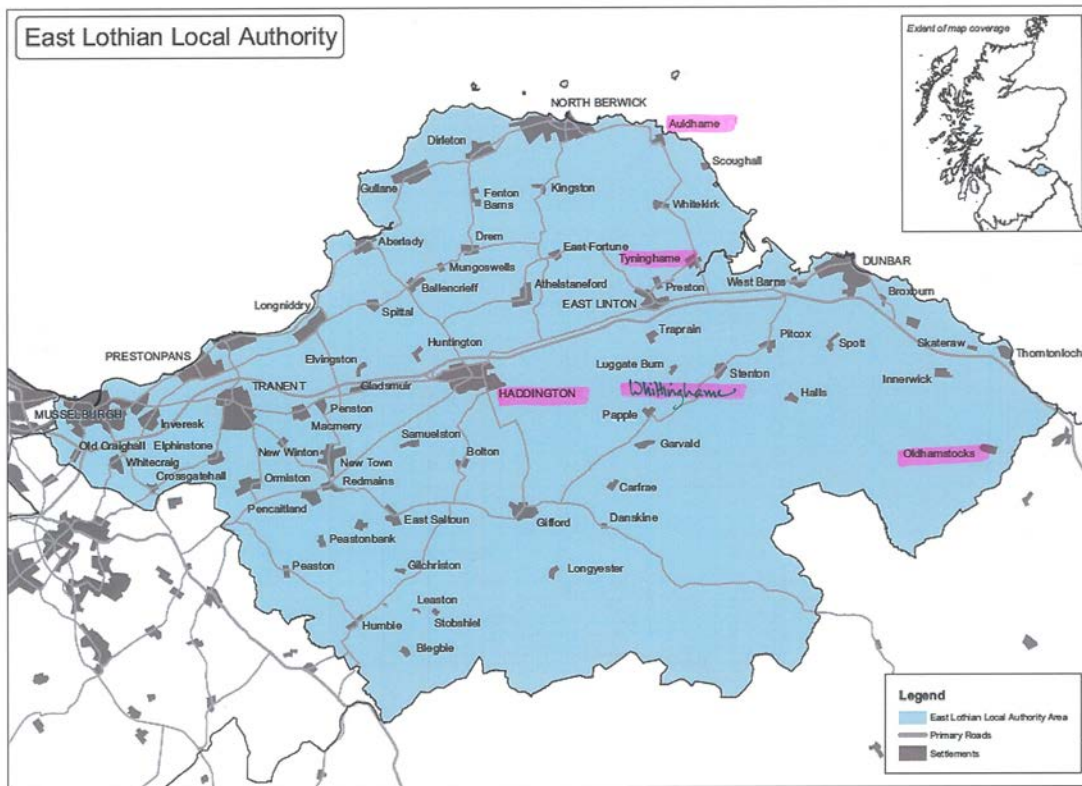 East Lothian Local Authority
Extent of map coverage
NORTH BERWICK
Auldhame
Dirleton
Scoughall
Gullane
Fenton
Barns
Kingston
Whitekirk
Aberlady
Drem
East Fortune
Tyninghame
Mungoswells
DUNBAR
Ballencrieff
Athelstaneford
Preston
West Barns
Longniddry
Spittal
EAST LINTON
Broxburn
Huntington
Traprain
Pitcox
Spott
Skateraw
PRESTONPANS
Elvingston
Luggate Burn
Stenton
Thorntonloch
TRANENT
Gladsmuir
HADDINGTON
Whittinghame
Halls
Innerwick
MUSSELBURGH
Penston
Papple
Inveresk
Macmerry
Samuelston
Garvald
Old Craighall
Elphinstone
New Winton
New Town
Bolton
Oldhamstocks
Whitecraig
Crossgatehall
Ormiston
Redmains
Carfrae
Pencaitland
East Saltoun
Gifford
Danskine
Peastonbank
Peaston
Gilchriston
Longyester
Leaston
Humbie
Stobshiel
Blegbie
Legend
East Lothian Local Authority Area
Primary Roads
Settlements